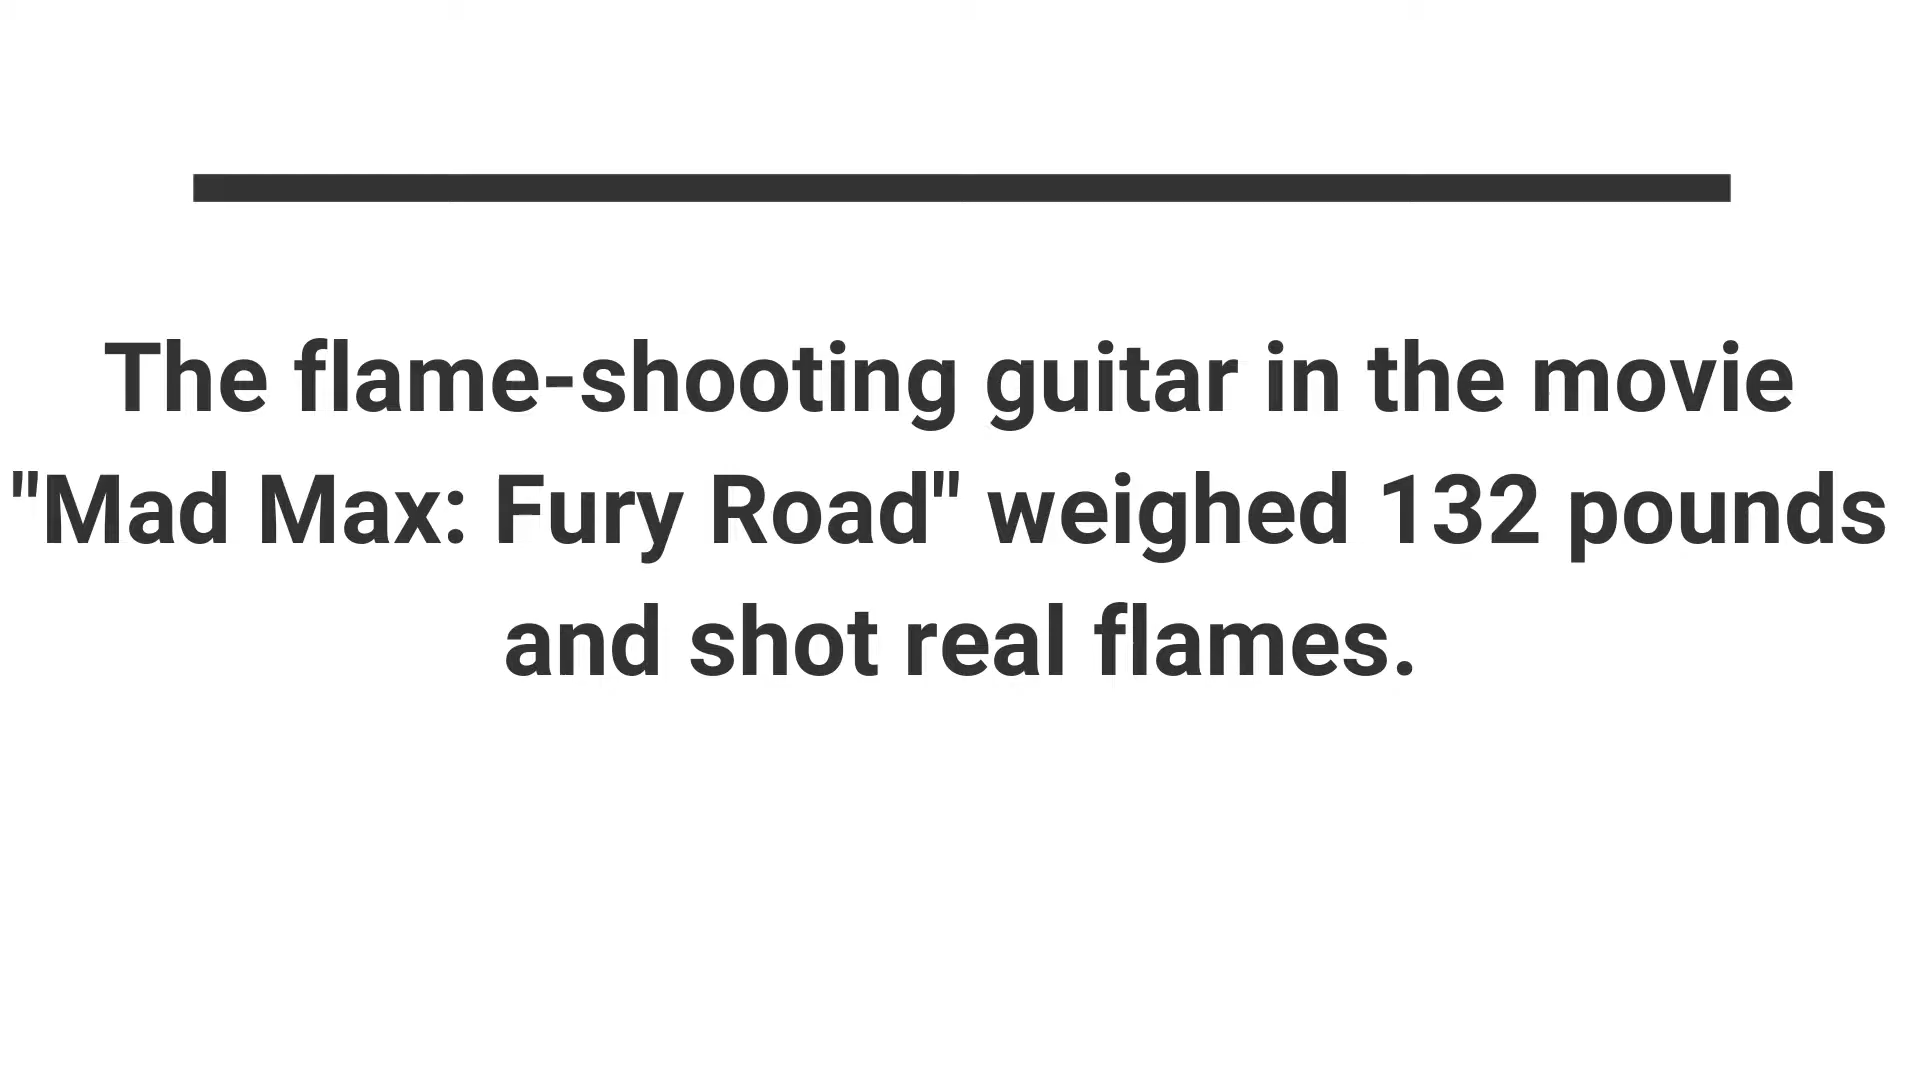 The flame-shooting guitar in the movie
"Mad Max: Fury Road" weighed 132 pounds
and shot real flames.